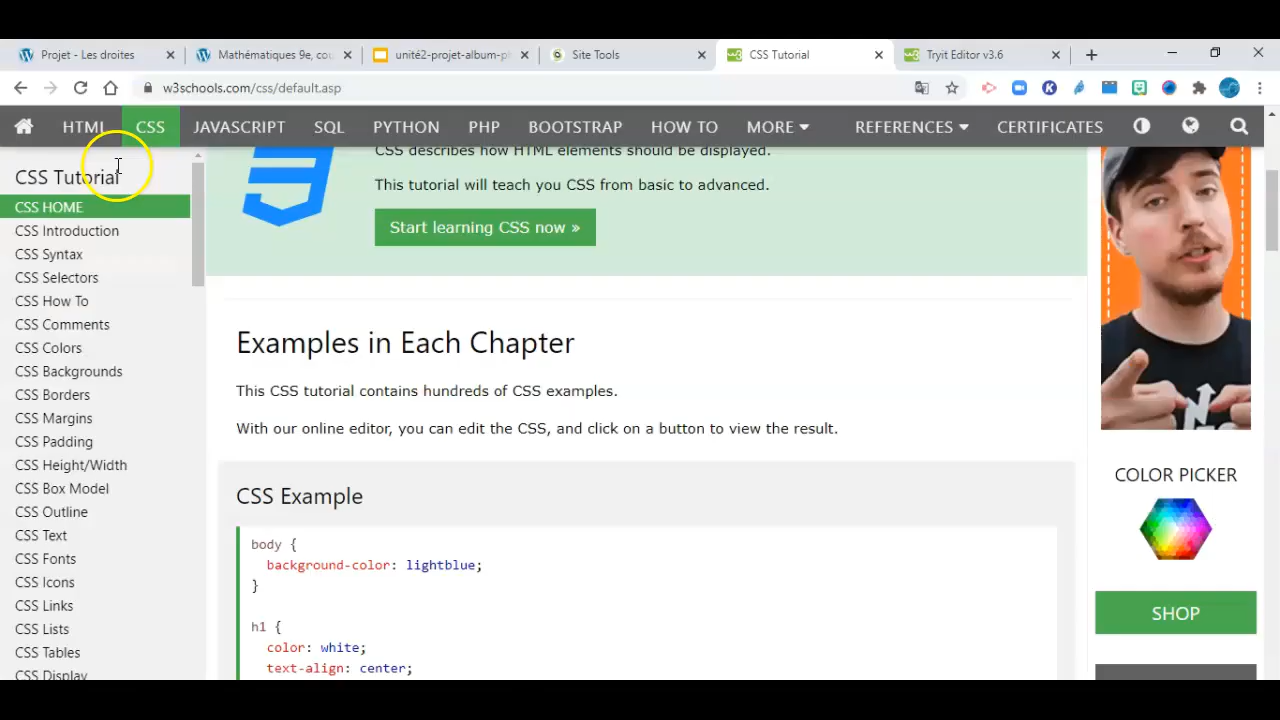 Projet - Les droites
Mathématiques 9e, cou
unité2-projet-album-p
Site Tools
CSS Tutorial
Tryit Editor v3.6
w3schools.com/css/default.asp
HTML CSS JAVASCRIPT SQL PYTHON PHP BOOTSTRAP HOW TO MORE REFERENCES CERTIFICATES
CSS Tutorial
CSS HOME
CSS Introduction
CSS Syntax
CSS Selectors
CSS How To
CSS Comments
CSS Colors
CSS Backgrounds
CSS Borders
CSS Margins
CSS Padding
CSS Height/Width
CSS Box Model
CSS Outline
CSS Text
CSS Fonts
CSS Icons
CSS Links
CSS Lists
CSS Tables
CSS Display
CSS describes how HTML elements should be displayed.
This tutorial will teach you CSS from basic to advanced.
Start learning CSS now »
Examples in Each Chapter
This CSS tutorial contains hundreds of CSS examples.
With our online editor, you can edit the CSS, and click on a button to view the result.
CSS Example
body {
background-color: lightblue;
}
h1 {
color: white;
text-align: center;
COLOR PICKER
SHOP